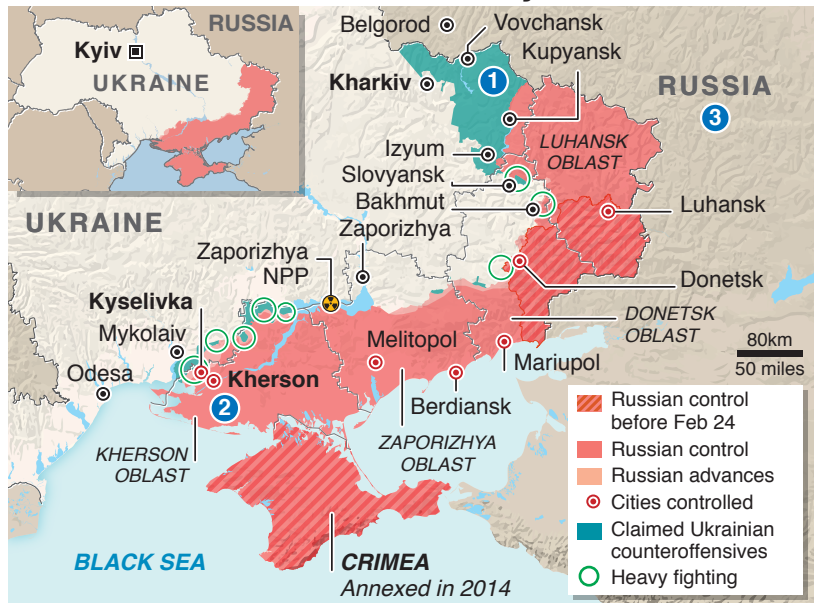 RUSSIA
Kyiv
UKRAINE
Belgorod
Vovchansk
Kupyansk
Kharkiv
1
RUSSIA
3
Izyum
LUHANSK
OBLAST
Slovyansk
Bakhmut
Luhansk
UKRAINE
Zaporizhya
Zaporizhya
NPP
Donetsk
Kyselivka
DONETSK
OBLAST
Mykolaiv
Melitopol
80km
50 miles
Mariupol
Odesa
Kherson
2
Berdiansk
KHERSON
OBLAST
ZAPORIZHYA
OBLAST
BLACK SEA
CRIMEA
Annexed in 2014
Russian control
before Feb 24
Russian control
Russian advances
Cities controlled
Claimed Ukrainian
counteroffensives
Heavy fighting